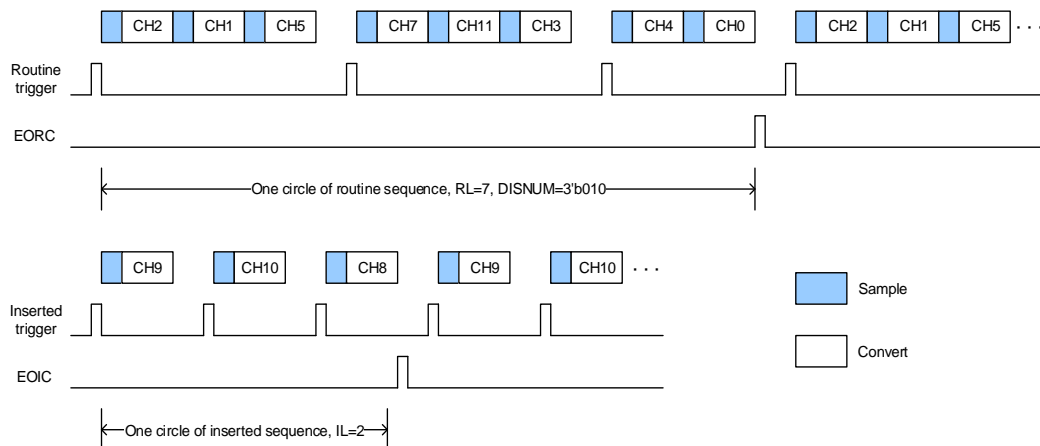 CH2 CH1 CH5 CH7 CH11 CH3 CH4 CH0 CH2 CH1 CH5 · · ·
Routine
trigger
EORC
One circle of routine sequence, RL=7, DISNUM=3'b010
CH9 CH10 CH8 CH9 CH10 · · ·
Sample
Inserted
trigger
Convert
EOIC
One circle of inserted sequence, IL=2